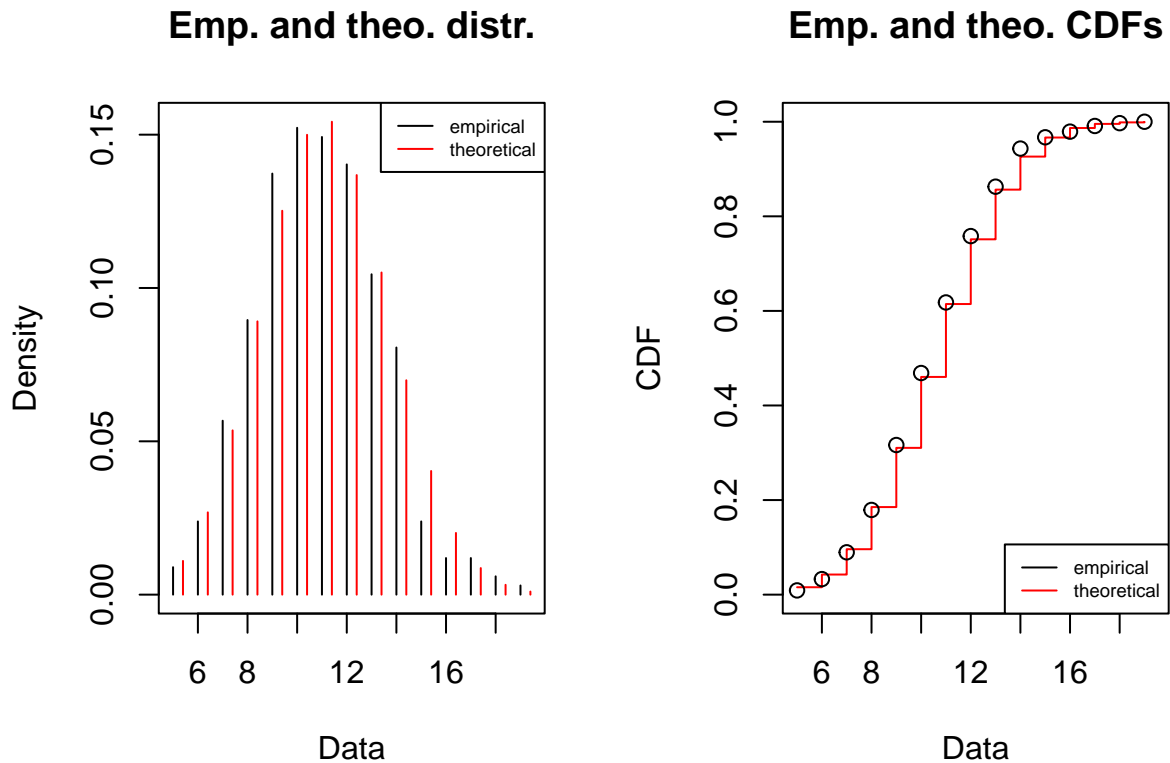 Emp. and theo. distr.
Density
0.00
0.05
0.10
0.15
empirical
theoretical
6 8 12 16
Data
Emp. and theo. CDFs
CDF
0.0
0.2
0.4
0.6
0.8
1.0
empirical
theoretical
6 8 12 16
Data